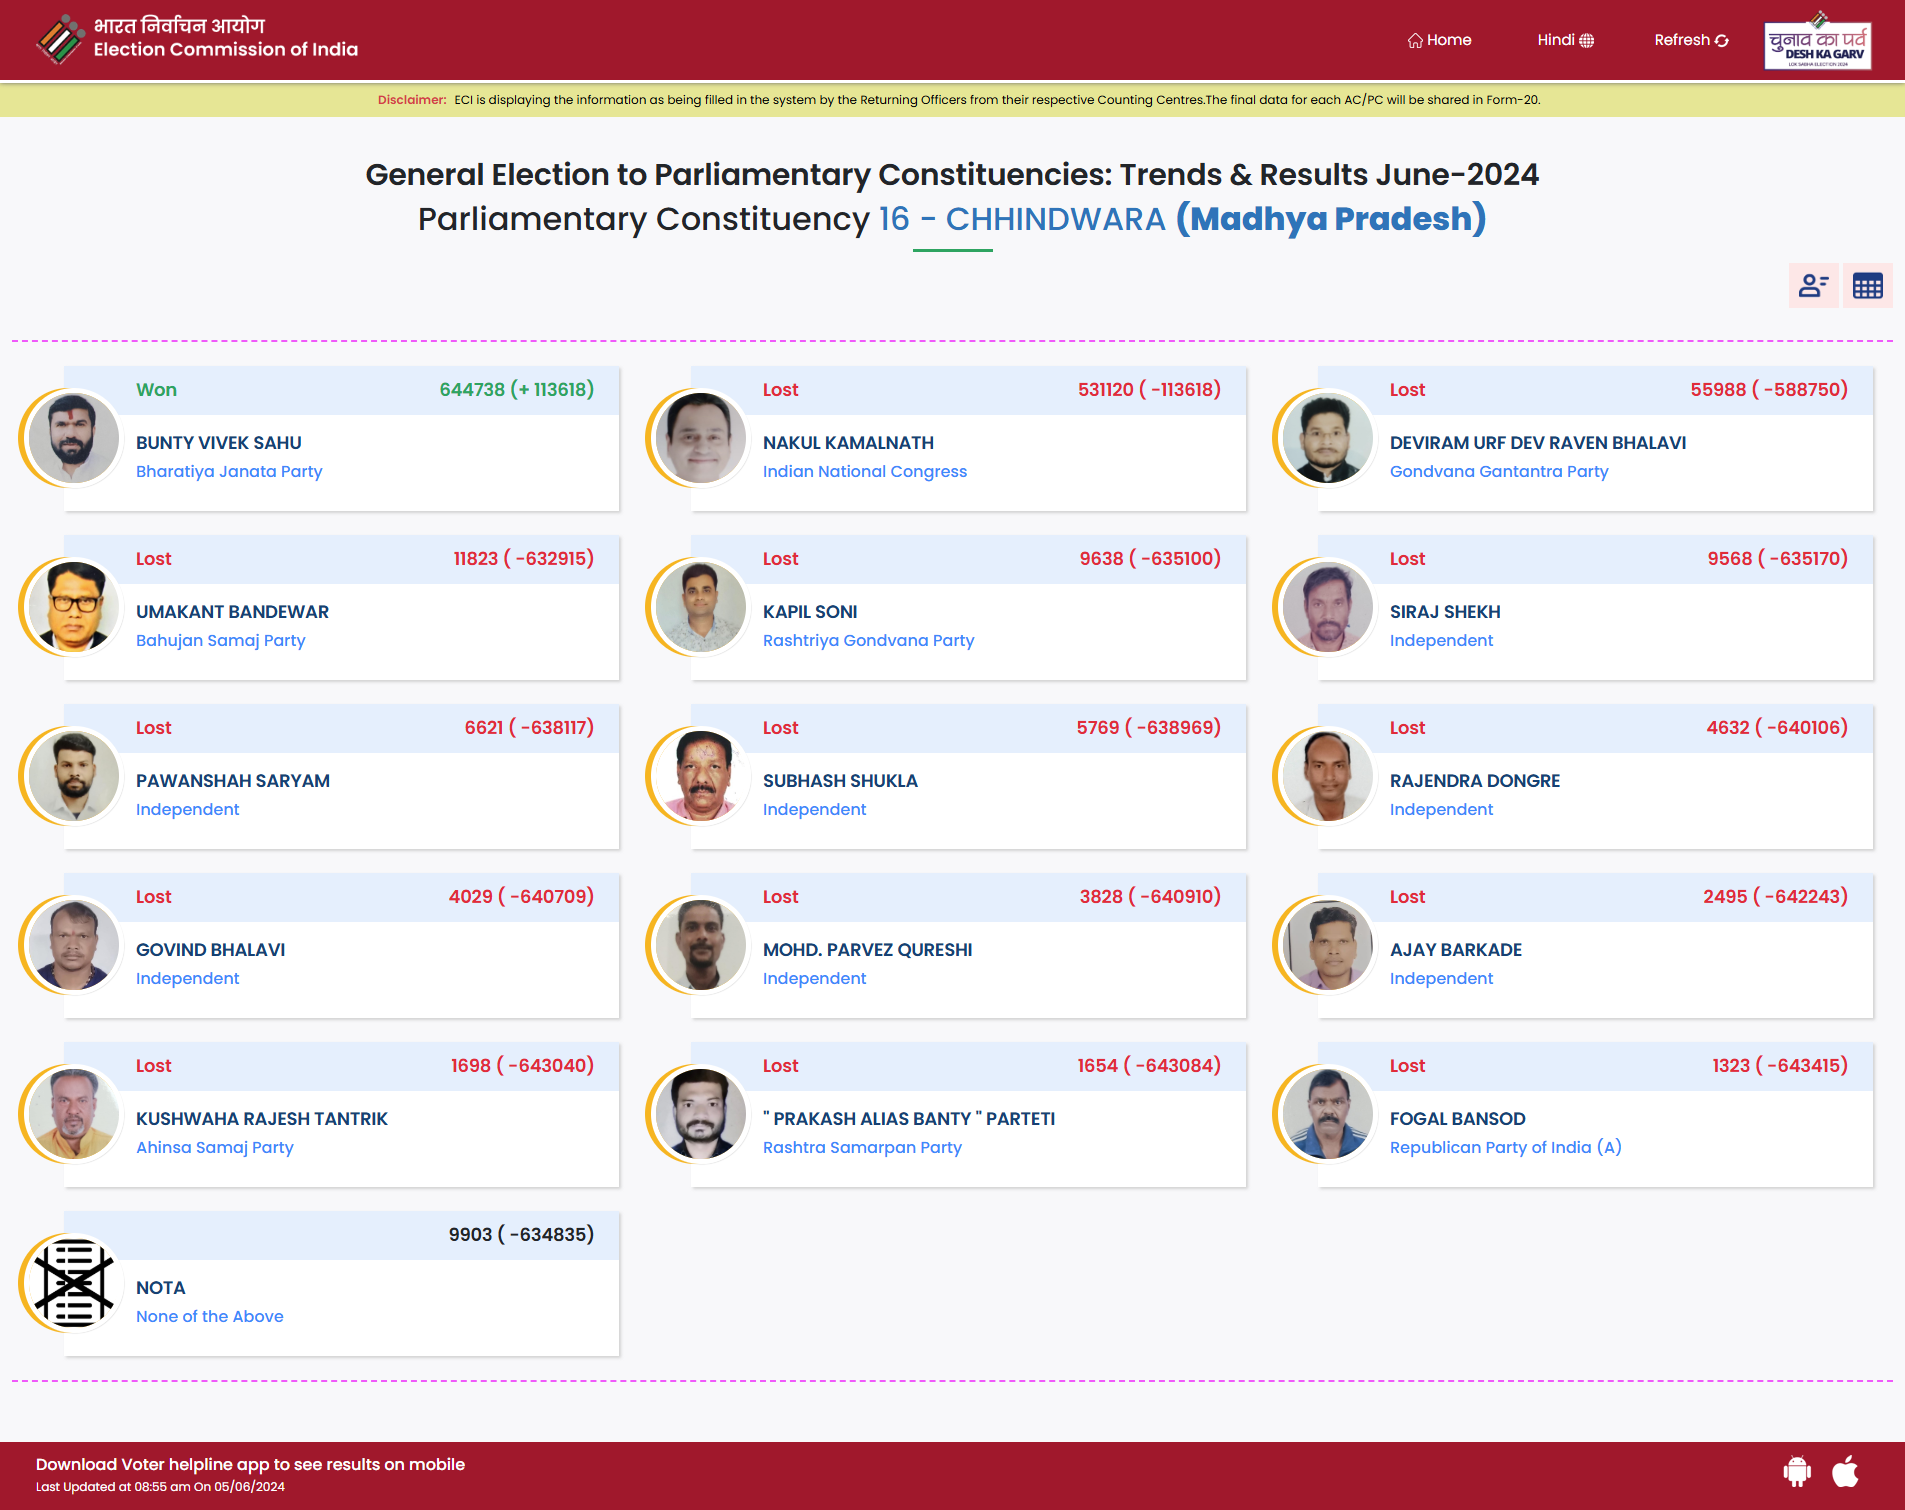 भारत निर्वाचन आयोग
Election Commission of India
Home
Hindi
Refresh
चुनाव का पर्व
DESH KA GARV
LOK SABHA ELECTION 2024
Disclaimer: ECI is displaying the information as being filled in the system by the Returning Officers from their respective Counting Centres.The final data for each AC/PC will be shared in Form-20.
General Election to Parliamentary Constituencies: Trends & Results June-2024
Parliamentary Constituency 16 - CHHINDWARA (Madhya Pradesh)
Won 644738 (+ 113618)
BUNTY VIVEK SAHU
Bharatiya Janata Party
Lost 531120 ( -113618)
NAKUL KAMALNATH
Indian National Congress
Lost 55988 ( -588750)
DEVIRAM URF DEV RAVEN BHALAVI
Gondvana Gantantra Party
Lost 11823 ( -632915)
UMAKANT BANDEWAR
Bahujan Samaj Party
Lost 9638 ( -635100)
KAPIL SONI
Rashtriya Gondvana Party
Lost 9568 ( -635170)
SIRAJ SHEKH
Independent
Lost 6621 ( -638117)
PAWANSHAH SARYAM
Independent
Lost 5769 ( -638969)
SUBHASH SHUKLA
Independent
Lost 4632 ( -640106)
RAJENDRA DONGRE
Independent
Lost 4029 ( -640709)
GOVIND BHALAVI
Independent
Lost 3828 ( -640910)
MOHD. PARVEZ QURESHI
Independent
Lost 2495 ( -642243)
AJAY BARKADE
Independent
Lost 1698 ( -643040)
KUSHWAHA RAJESH TANTRIK
Ahinsa Samaj Party
Lost 1654 ( -643084)
" PRAKASH ALIAS BANTY " PARTETI
Rashtra Samarpan Party
Lost 1323 ( -643415)
FOGAL BANSOD
Republican Party of India (A)
9903 ( -634835)
NOTA
None of the Above
Download Voter helpline app to see results on mobile
Last Updated at 08:55 am On 05/06/2024